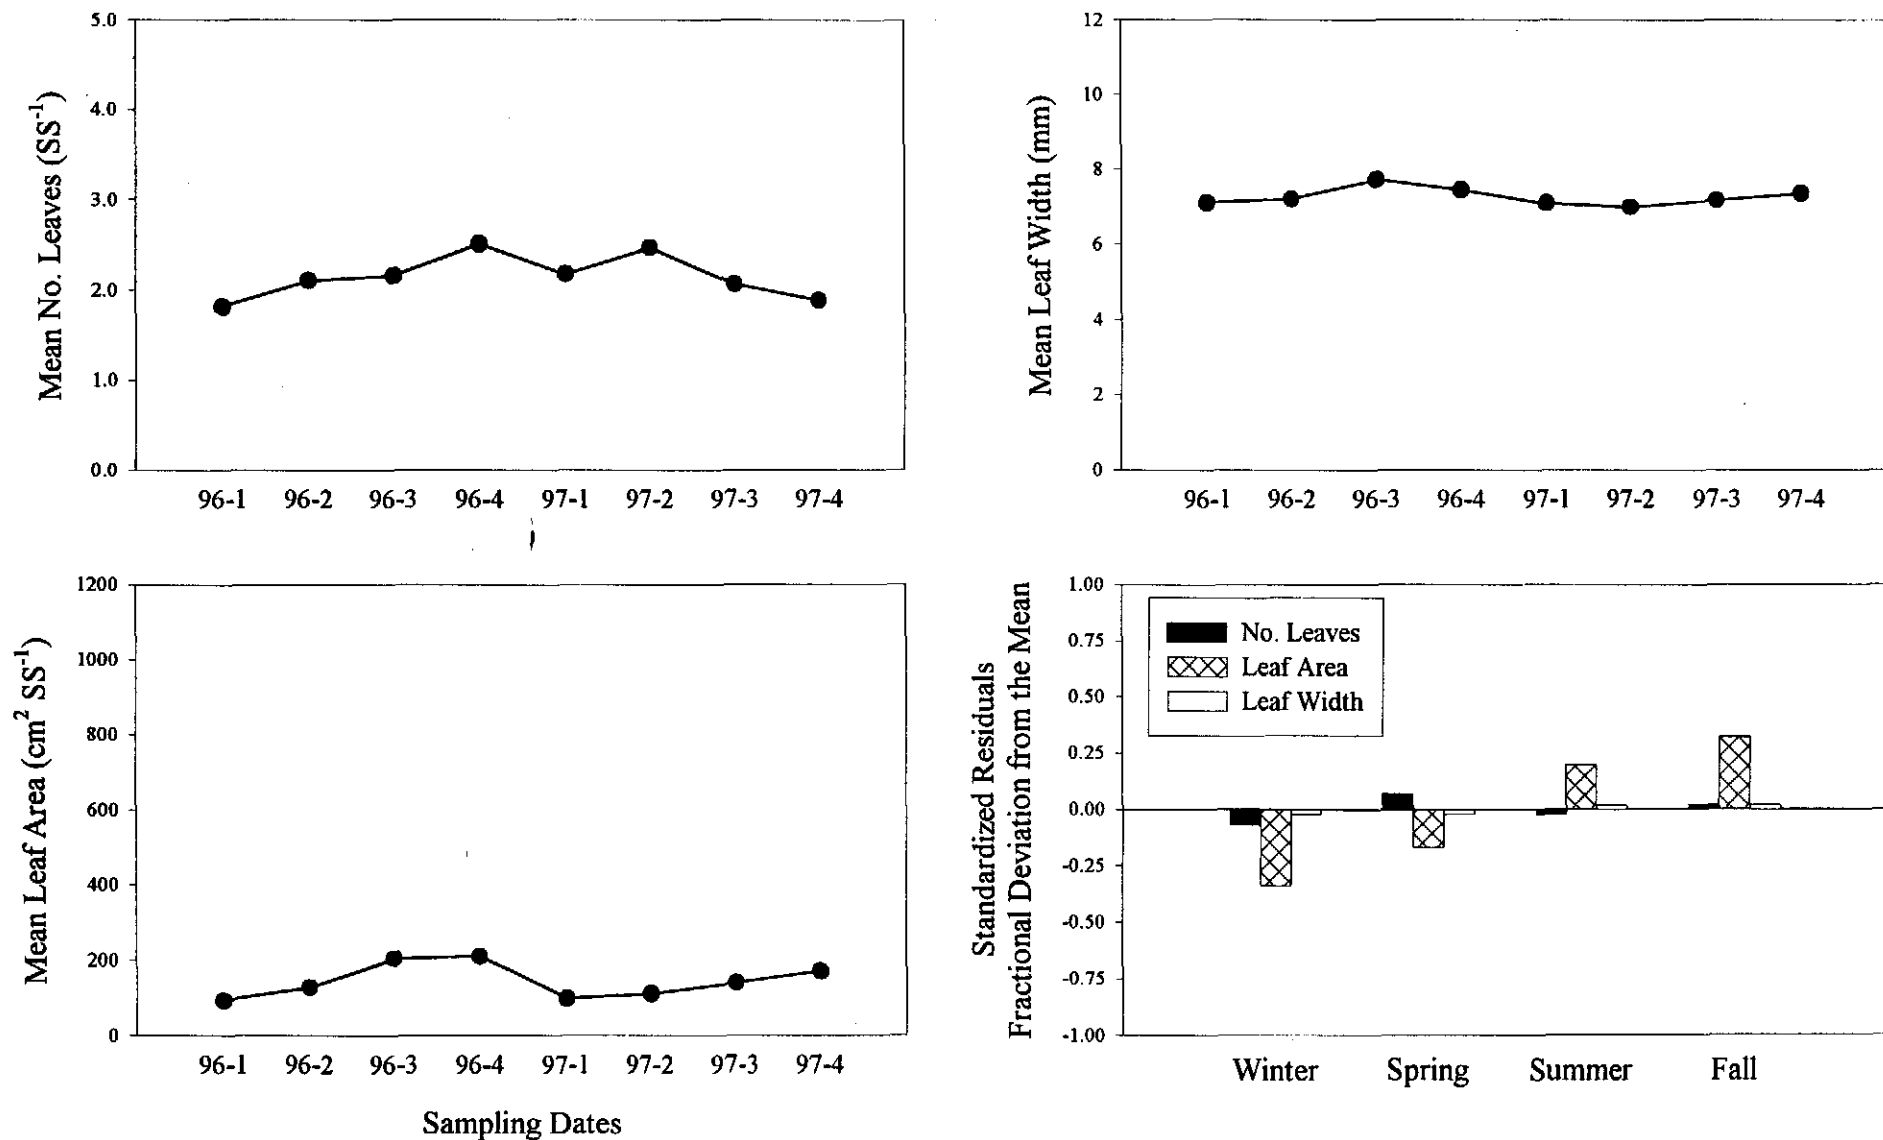 Mean No. Leaves (SS⁻¹)
5.0
4.0
3.0
2.0
1.0
0.0
96-1 96-2 96-3 96-4 97-1 97-2 97-3 97-4
Mean Leaf Width (mm)
12
10
8
6
4
2
0
96-1 96-2 96-3 96-4 97-1 97-2 97-3 97-4
Mean Leaf Area (cm² SS⁻¹)
1200
1000
800
600
400
200
0
96-1 96-2 96-3 96-4 97-1 97-2 97-3 97-4
Sampling Dates
Standardized Residuals
Fractional Deviation from the Mean
1.00
0.75
0.50
0.25
0.00
-0.25
-0.50
-0.75
-1.00
No. Leaves
Leaf Area
Leaf Width
Winter Spring Summer Fall